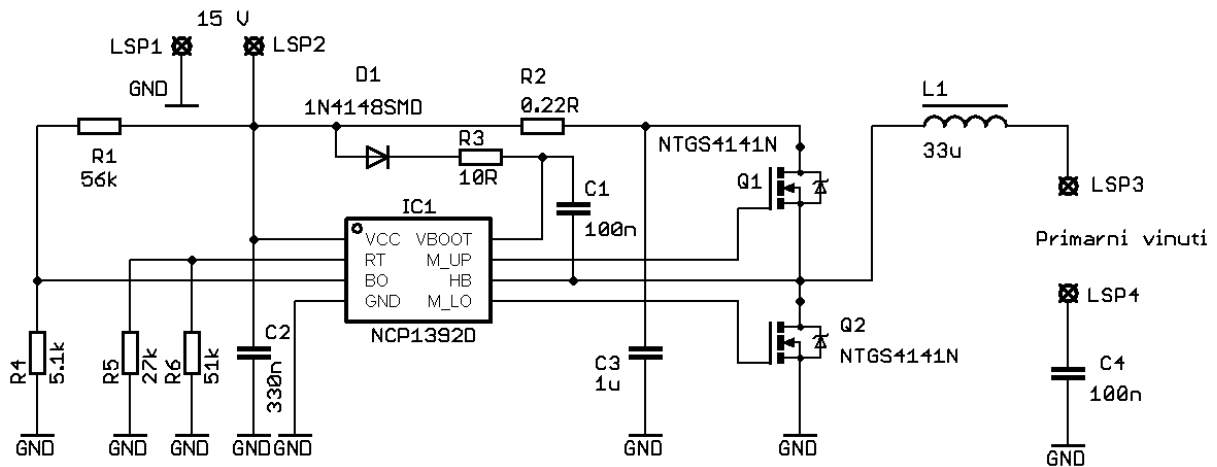 15 V
LSP1
LSP2
GND
D1
1N4148SMD
R2
0.22R
L1
33u
R1
56k
R3
10R
NTGS4141N
Q1
LSP3
C1
100n
IC1
VCC VBOOT
RT M_UP
BO HB
GND M_LO
NCP1392D
Primarni vinuti
LSP4
R4
5.1k
R5
27k
R6
51k
C2
330n
C3
1u
Q2
NTGS4141N
C4
100n
GND
GND
GND
GND
GND
GND
GND
GND